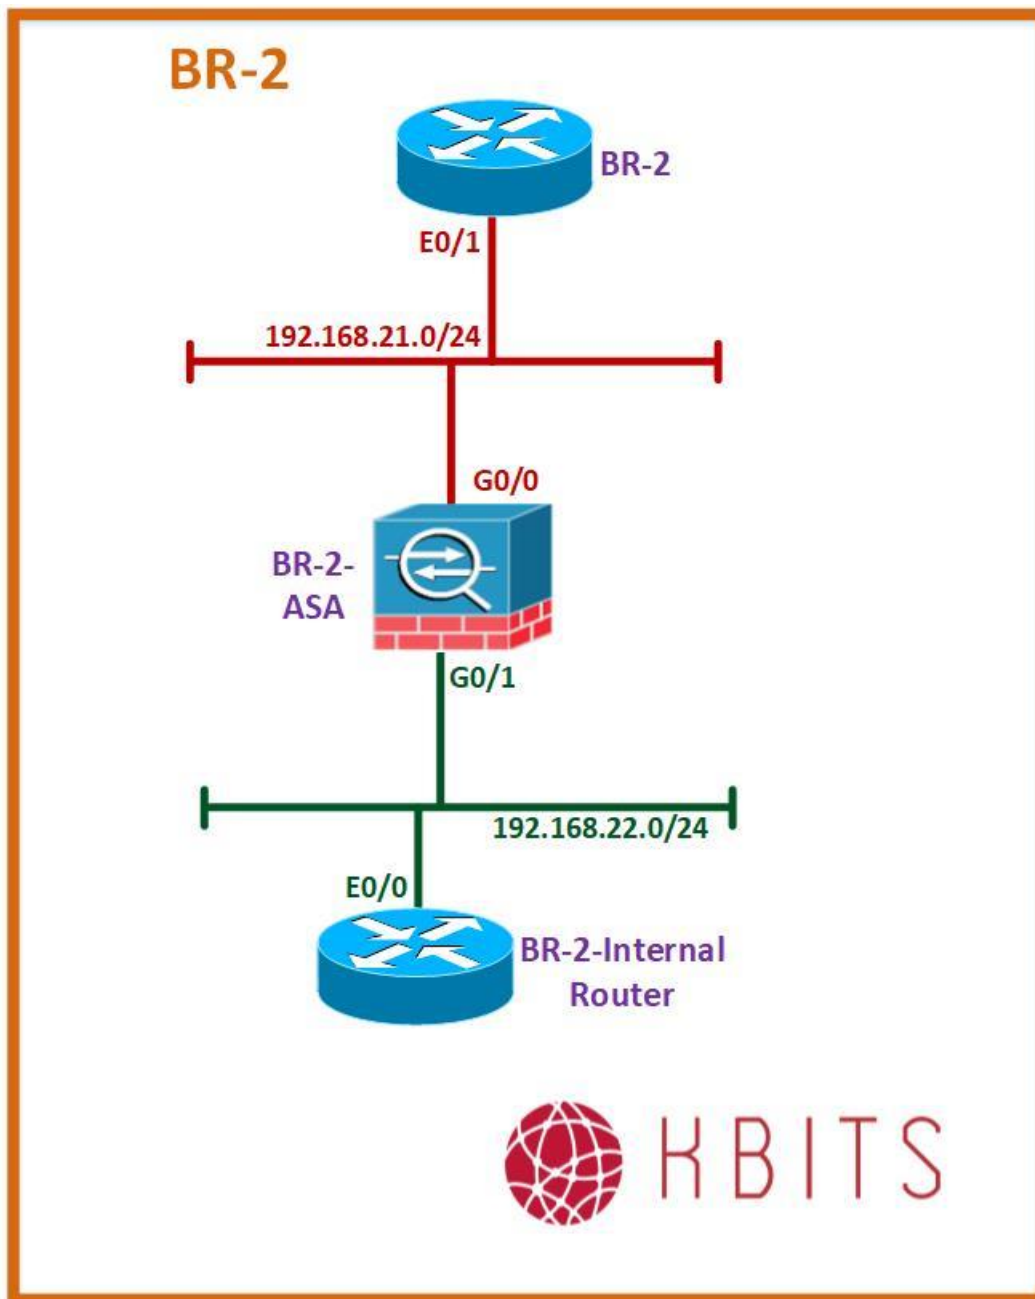 BR-2
BR-2
E0/1
192.168.21.0/24
G0/0
BR-2-
ASA
G0/1
192.168.22.0/24
E0/0
BR-2-Internal
Router
KBITS